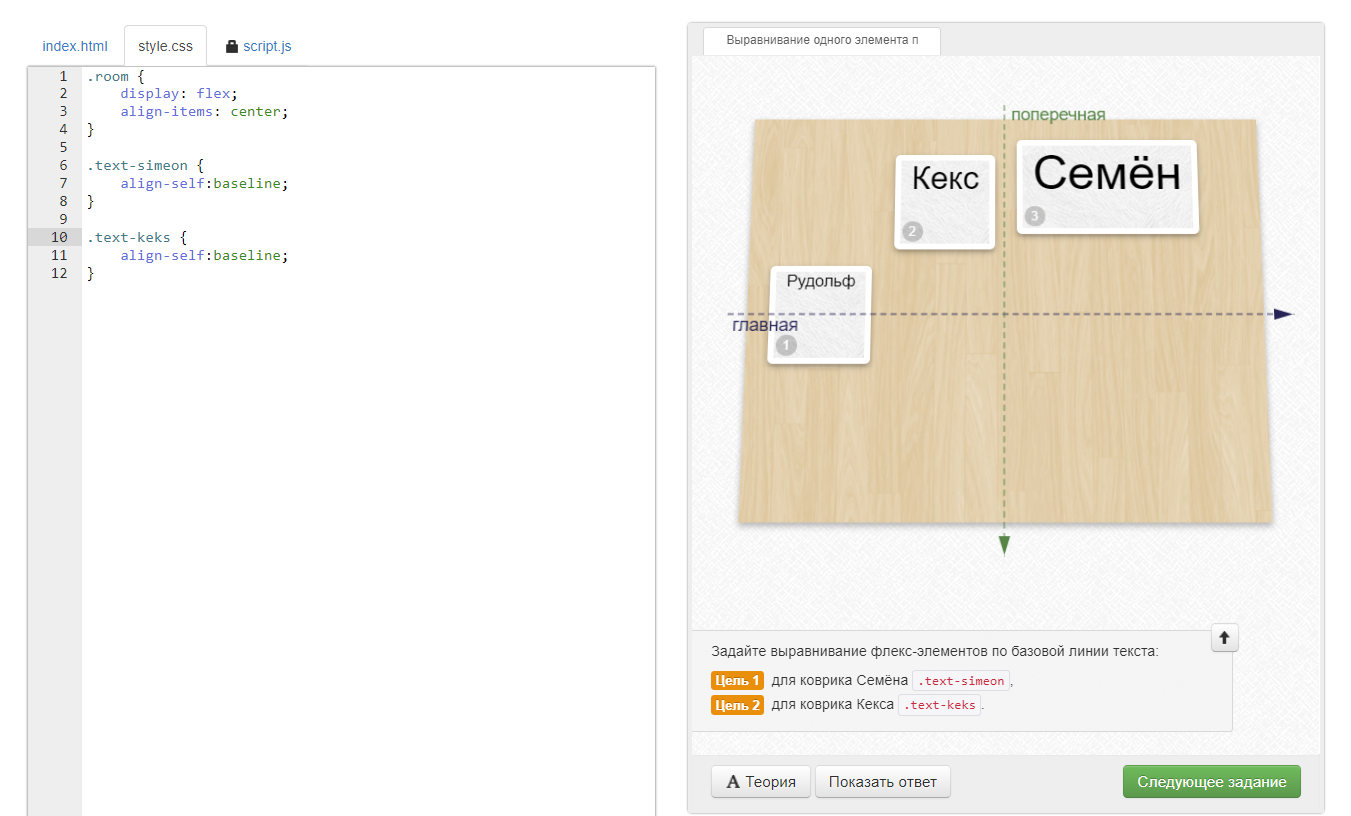 index.html
style.css
script.js
1 .room {
2 display: flex;
3 align-items: center;
4 }
5
6 .text-simeon {
7 align-self:baseline;
8 }
9
10 .text-keks {
11 align-self:baseline;
12 }
Выравнивание одного элемента п
поперечная
Кекс
2
Семён
3
Рудольф
главная
1
Задайте выравнивание флекс-элементов по базовой линии текста:
Цель 1 для коврика Семёна .text-simeon,
Цель 2 для коврика Кекса .text-keks.
A Теория
Показать ответ
Следующее задание